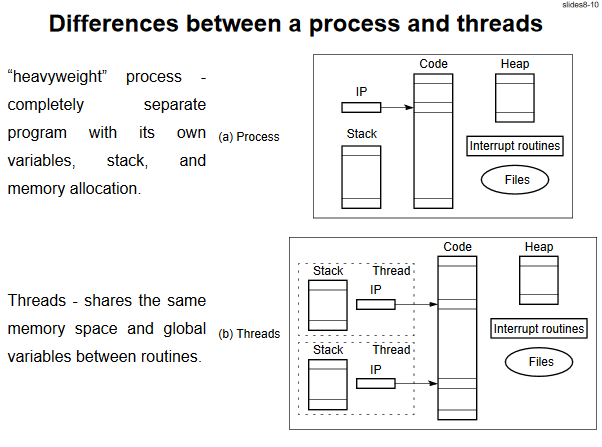 slides8-10
Differences between a process and threads
“heavyweight” process -
completely separate
program with its own
variables, stack, and
memory allocation.
(a) Process
Code
Heap
IP
Stack
Interrupt routines
Files
Threads - shares the same
memory space and global
variables between routines.
(b) Threads
Code
Heap
Stack
Thread
IP
Interrupt routines
Stack
Thread
Files
IP